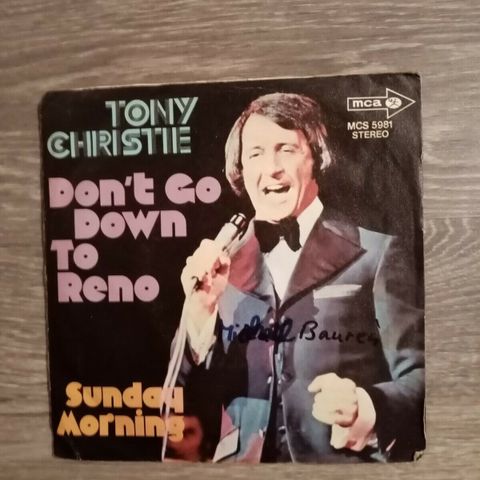 TONY
CHRISTIE
mca
MCS 5981
STEREO
Don't Go
Down
To
Reno
Sunday
Morning